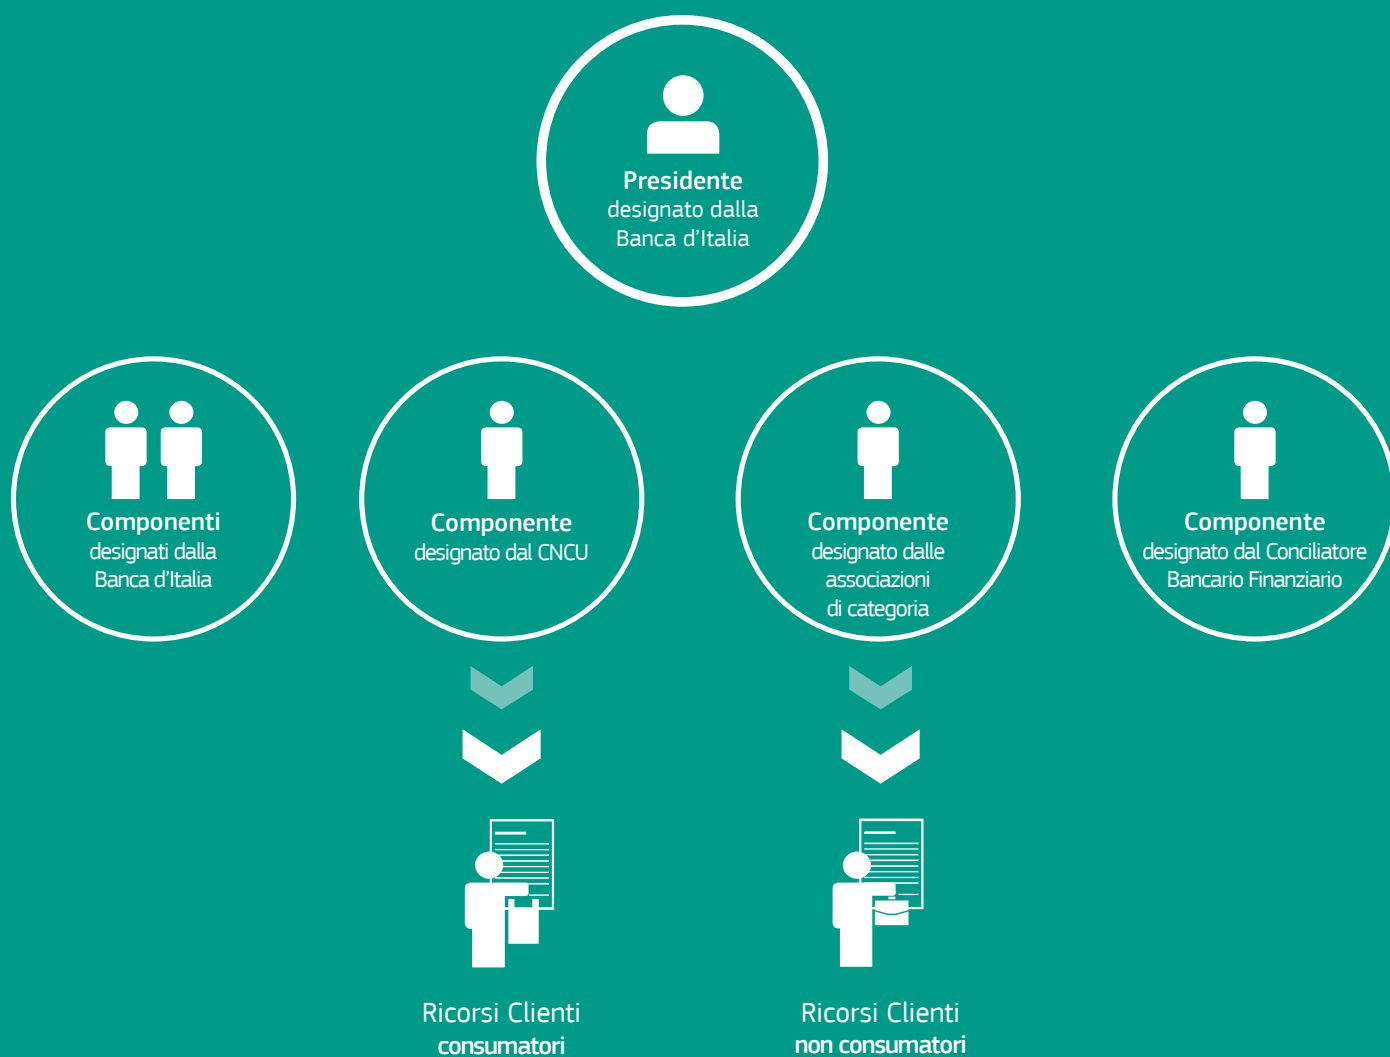 Presidente
designato dalla
Banca d'Italia
Componenti
designati dalla
Banca d'Italia
Componente
designato dal CNCU
Componente
designato dalle
associazioni
di categoria
Componente
designato dal Conciliatore
Bancario Finanziario
Ricorsi Clienti
consumatori
Ricorsi Clienti
non consumatori